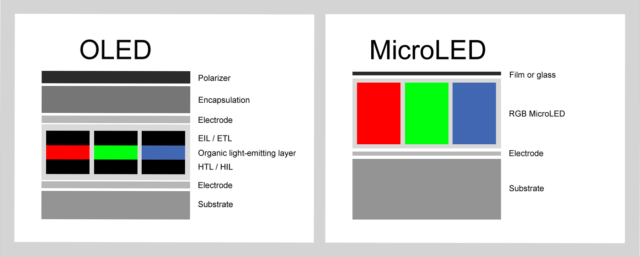 OLED
Polarizer
Encapsulation
Electrode
EIL / ETL
Organic light-emitting layer
HTL / HIL
Electrode
Substrate
MicroLED
Film or glass
RGB MicroLED
Electrode
Substrate